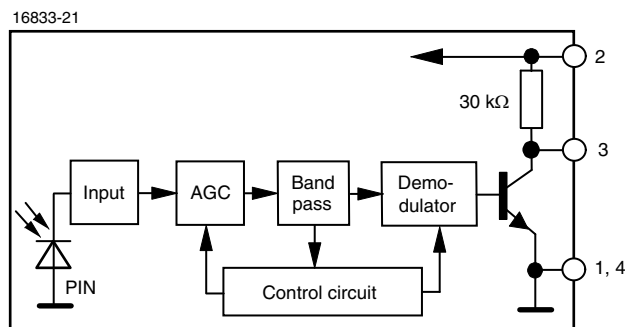 16833-21
2
30 kΩ
3
Input
AGC
Band
pass
Demo-
dulator
1, 4
PIN
Control circuit